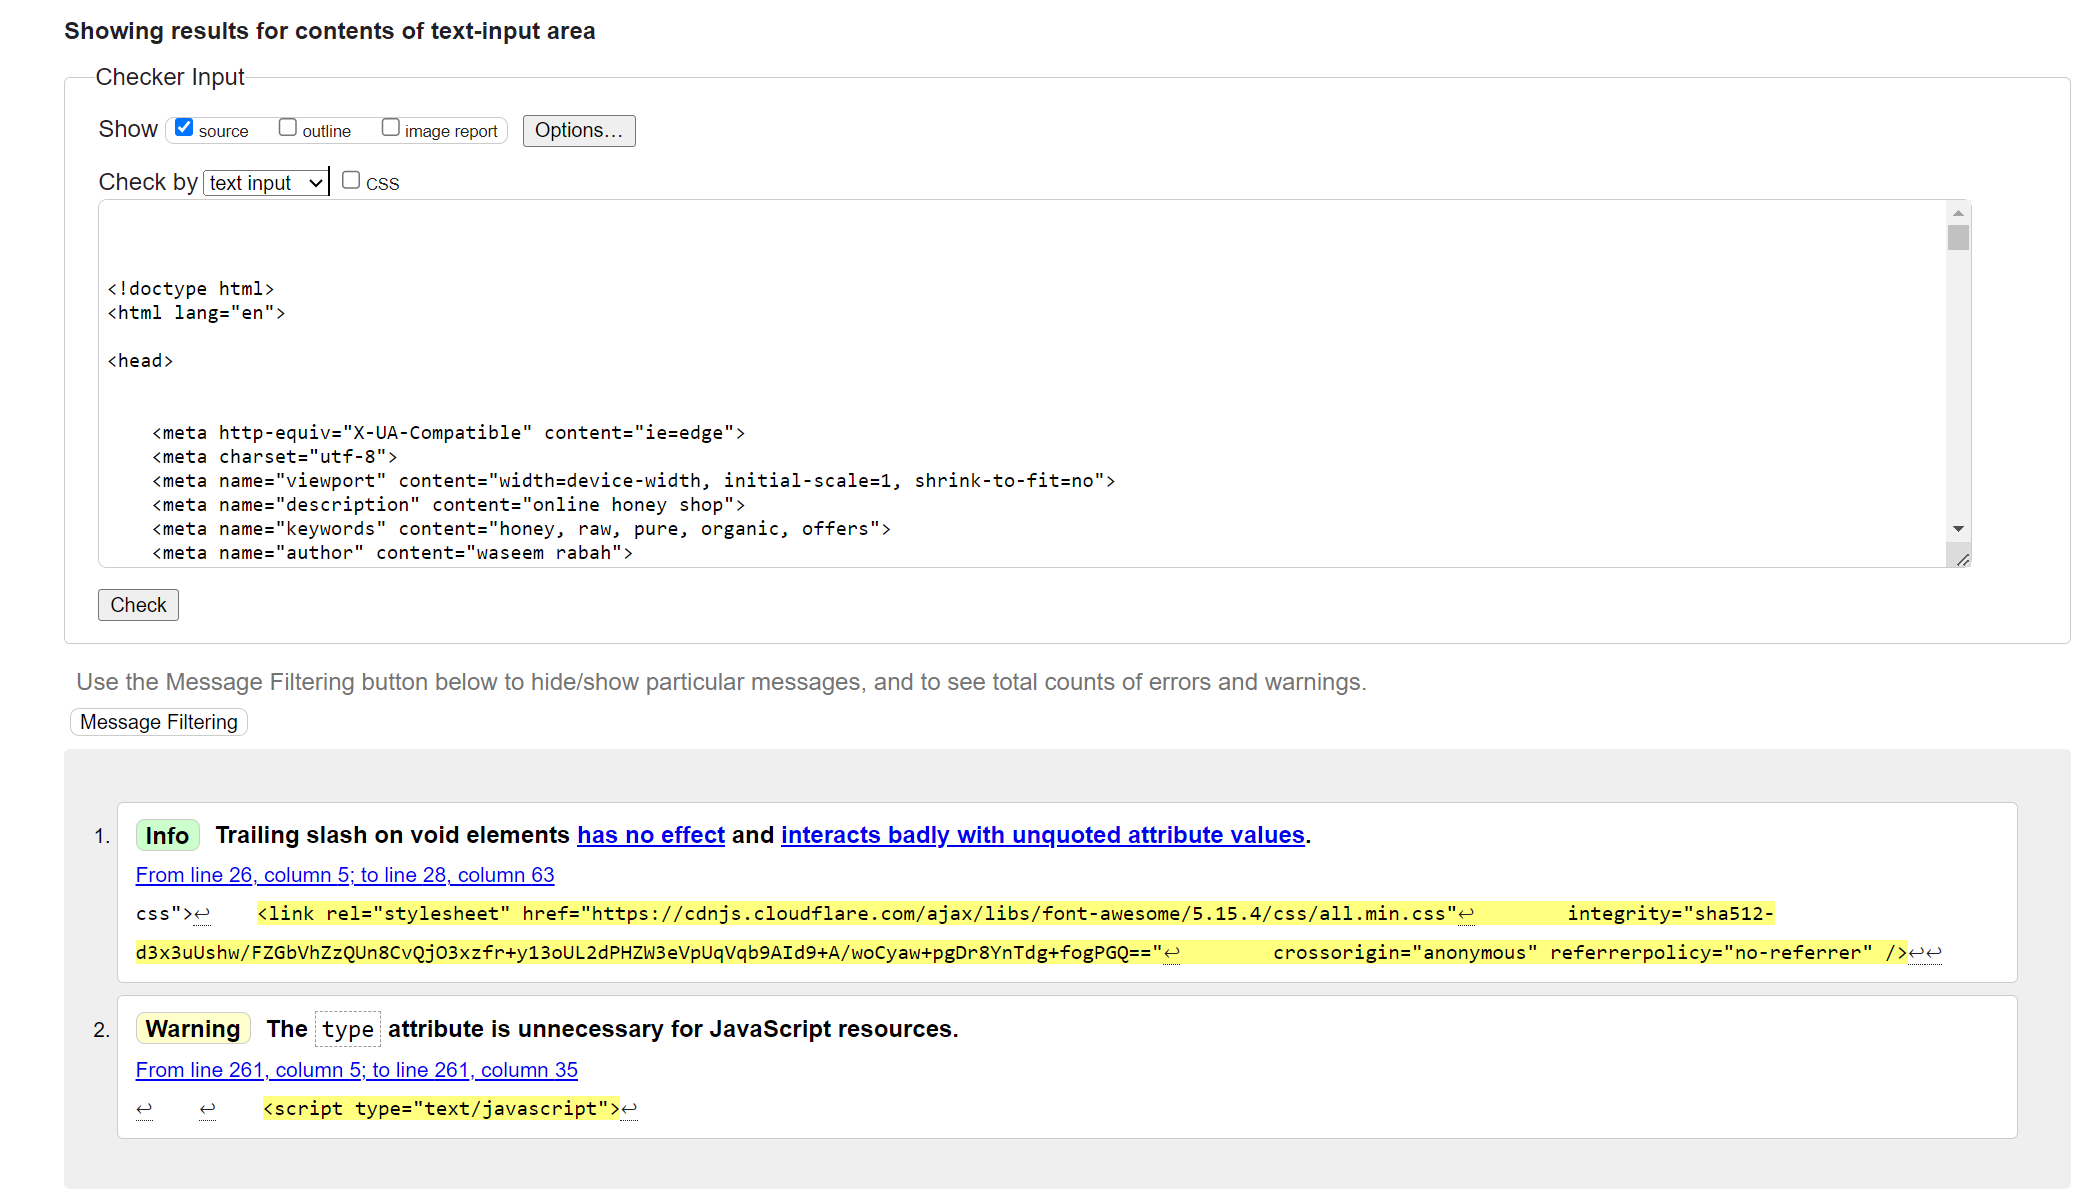 Showing results for contents of text-input area
Checker Input
Show source outline image report Options...
Check by text input CSS
<!doctype html>
<html lang="en">
<head>
<meta http-equiv="X-UA-Compatible" content="ie=edge">
<meta charset="utf-8">
<meta name="viewport" content="width=device-width, initial-scale=1, shrink-to-fit=no">
<meta name="description" content="online honey shop">
<meta name="keywords" content="honey, raw, pure, organic, offers">
<meta name="author" content="waseem rabah">
Check
Use the Message Filtering button below to hide/show particular messages, and to see total counts of errors and warnings.
Message Filtering
1. Info Trailing slash on void elements has no effect and interacts badly with unquoted attribute values.
From line 26, column 5; to line 28, column 63
css">↩ <link rel="stylesheet" href="https://cdnjs.cloudflare.com/ajax/libs/font-awesome/5.15.4/css/all.min.css"↩ integrity="sha512-
d3x3uUshw/FZGbVhZzQUn8CvQjO3xzfr+y13oUL2dPHZW3eVpUqVqb9AId9+A/woCyaw+pgDr8YnTdg+fogPGQ=="↩ crossorigin="anonymous" referrerpolicy="no-referrer" />↩↩
2. Warning The type attribute is unnecessary for JavaScript resources.
From line 261, column 5; to line 261, column 35
↩ ↩ <script type="text/javascript">↩